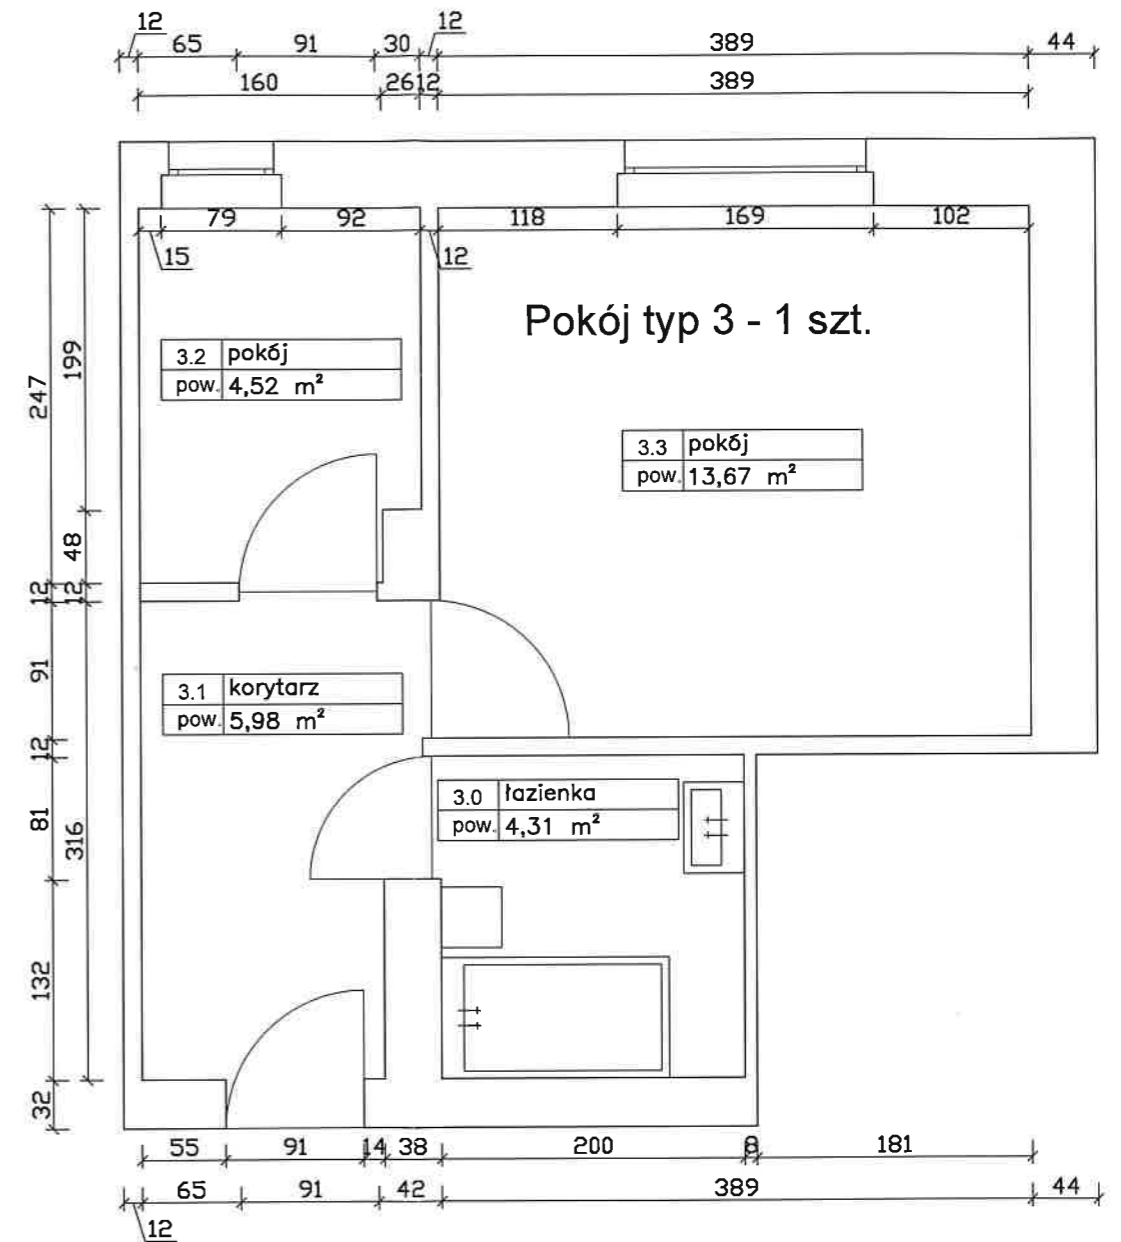 12 12
65 91 30 389 44
160 26 12 389
79 92 118 169 102
15 12
Pokój typ 3 - 1 szt.
3.2 pokój
pow. 4,52 m²
3.3 pokój
pow. 13,67 m²
3.1 korytarz
pow. 5,98 m²
3.0 łazienka
pow. 4,31 m²
247 12 91 12 81 132 32
199 48 12 316
55 91 14 38 200 8 181
65 91 42 389 44
12